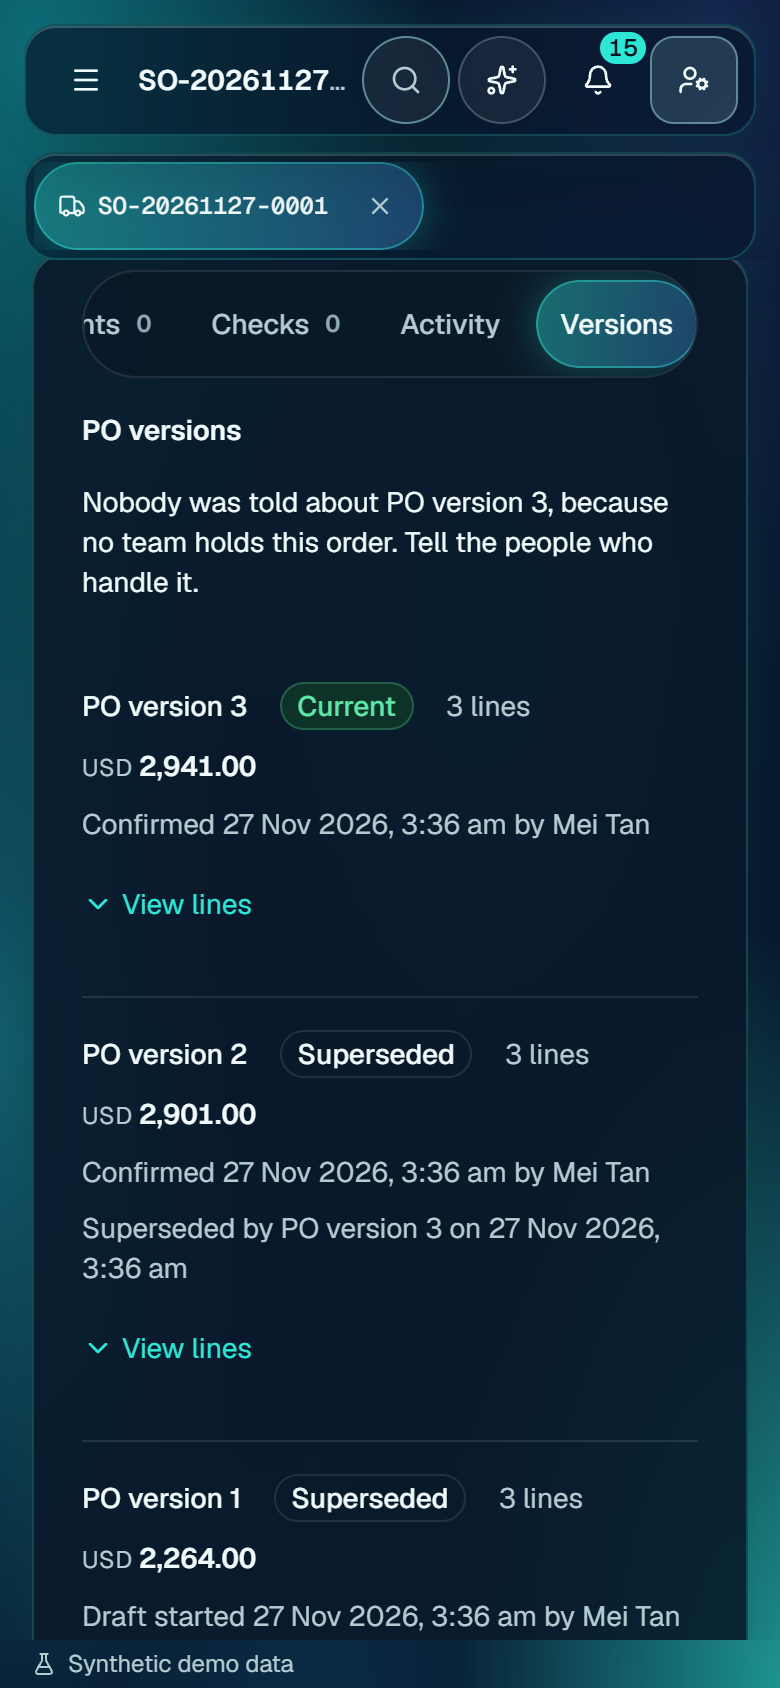 SO-20261127…
15
SO-20261127-0001
nts 0
Checks 0
Activity
Versions
PO versions
Nobody was told about PO version 3, because
no team holds this order. Tell the people who
handle it.
PO version 3
Current
3 lines
USD 2,941.00
Confirmed 27 Nov 2026, 3:36 am by Mei Tan
View lines
PO version 2
Superseded
3 lines
USD 2,901.00
Confirmed 27 Nov 2026, 3:36 am by Mei Tan
Superseded by PO version 3 on 27 Nov 2026,
3:36 am
View lines
PO version 1
Superseded
3 lines
USD 2,264.00
Draft started 27 Nov 2026, 3:36 am by Mei Tan
Synthetic demo data